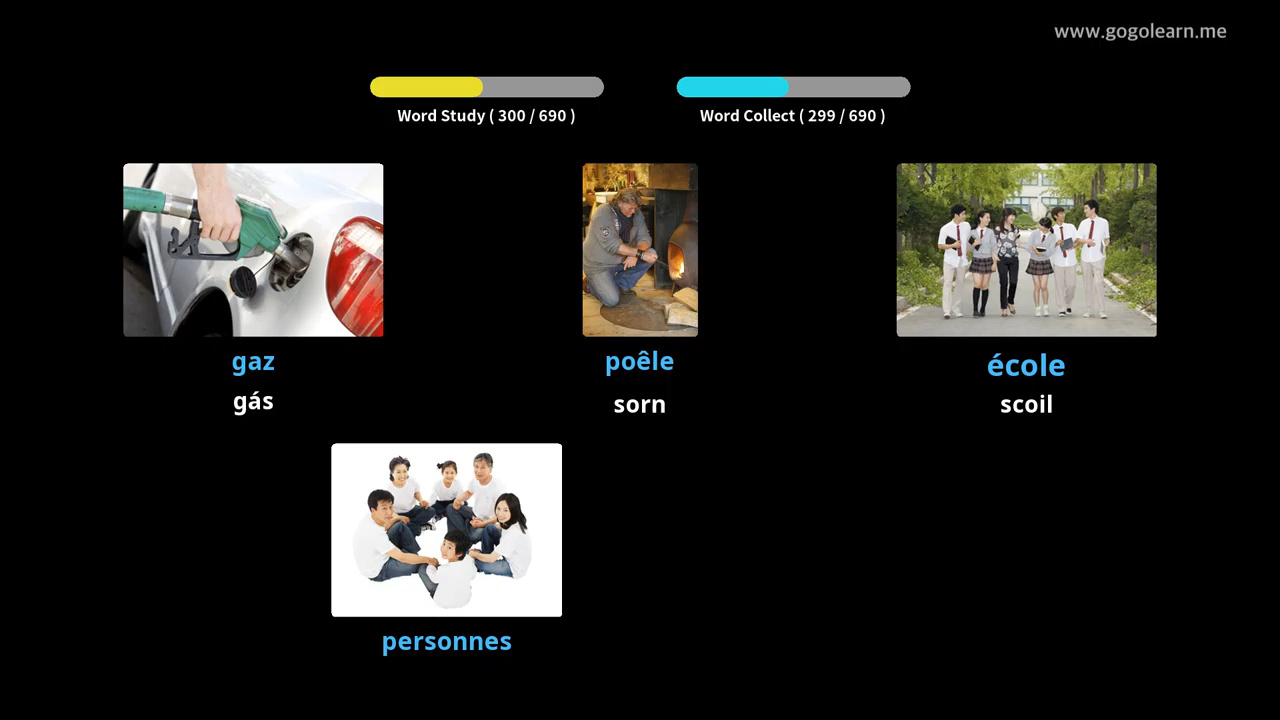 www.gogolearn.me
Word Study ( 300 / 690 )
Word Collect ( 299 / 690 )
gaz
gás
poêle
sorn
école
scoil
personnes